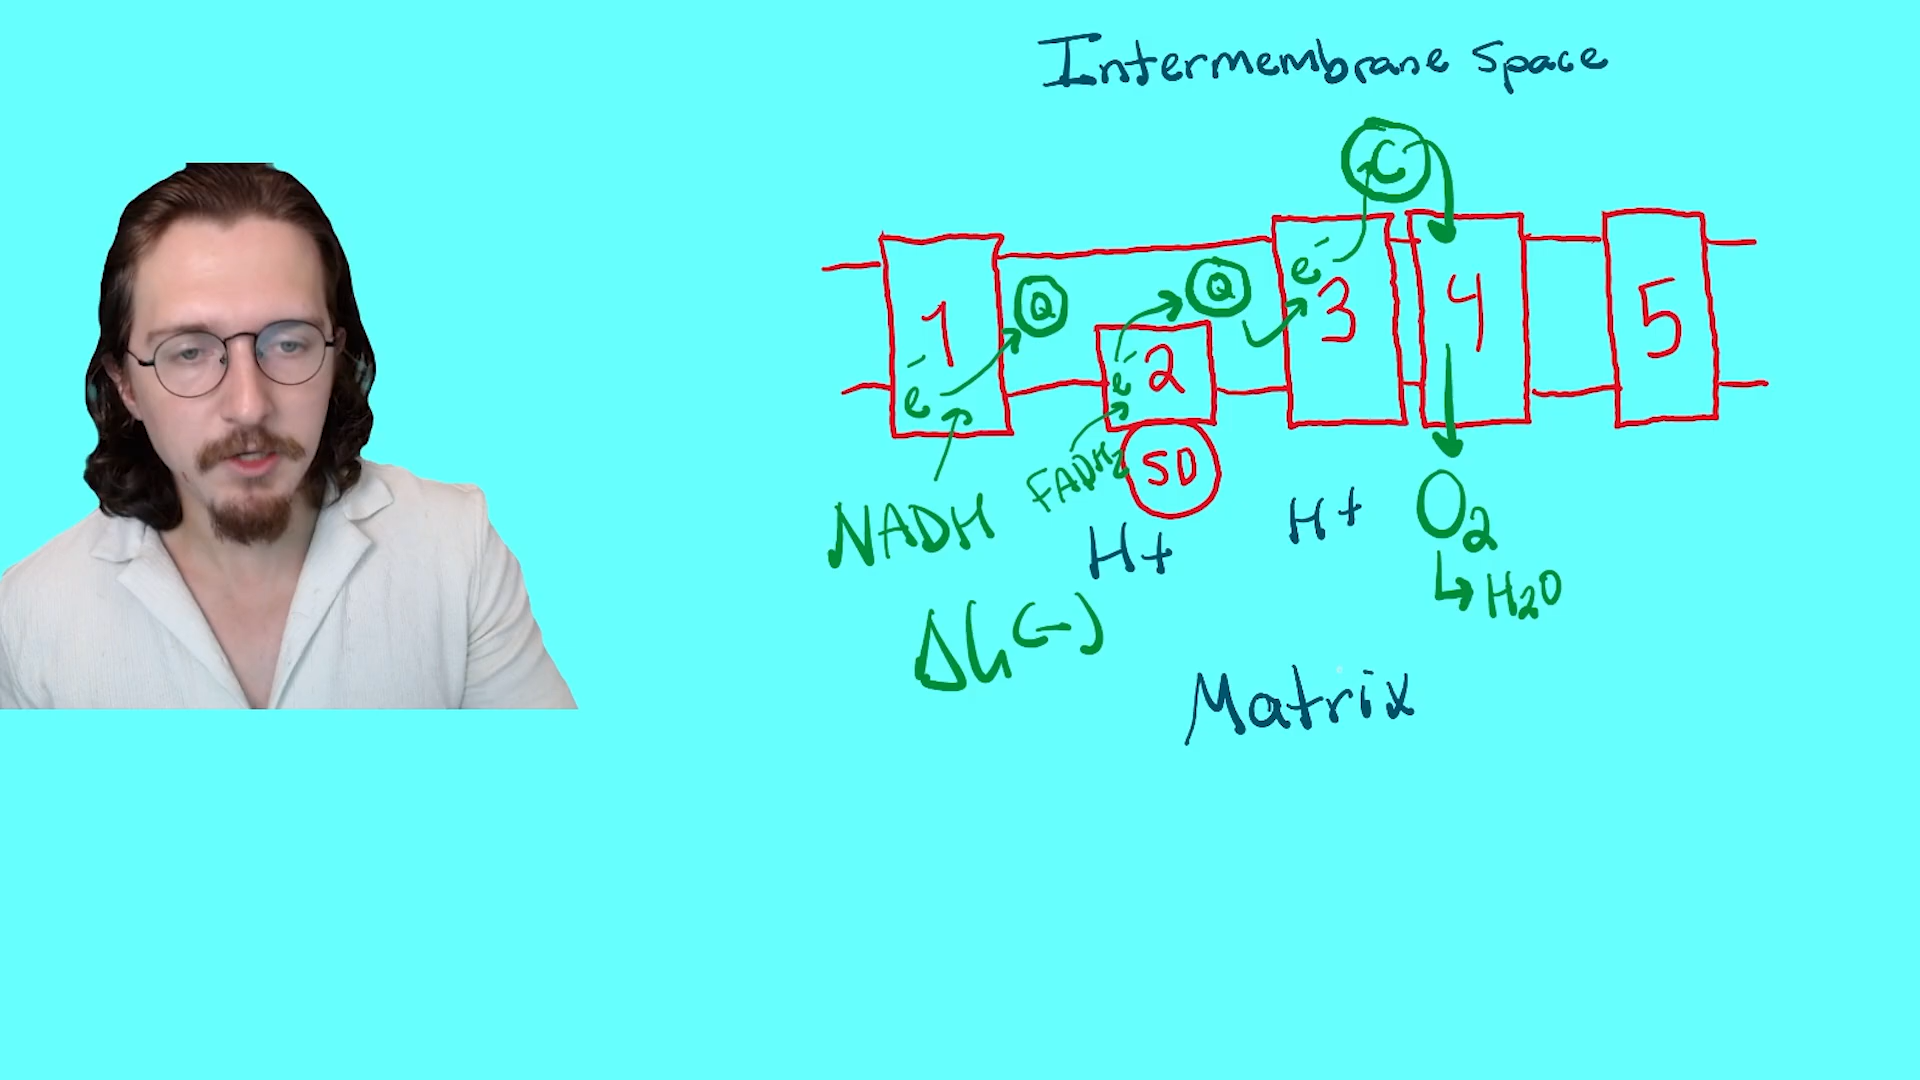 Intermembrane Space
C
1
Q
e-
2
e-
Q
3
e-
4
5
NADH
FADH2
SD
H+
H+
O2
H2O
ΔG(-)
Matrix